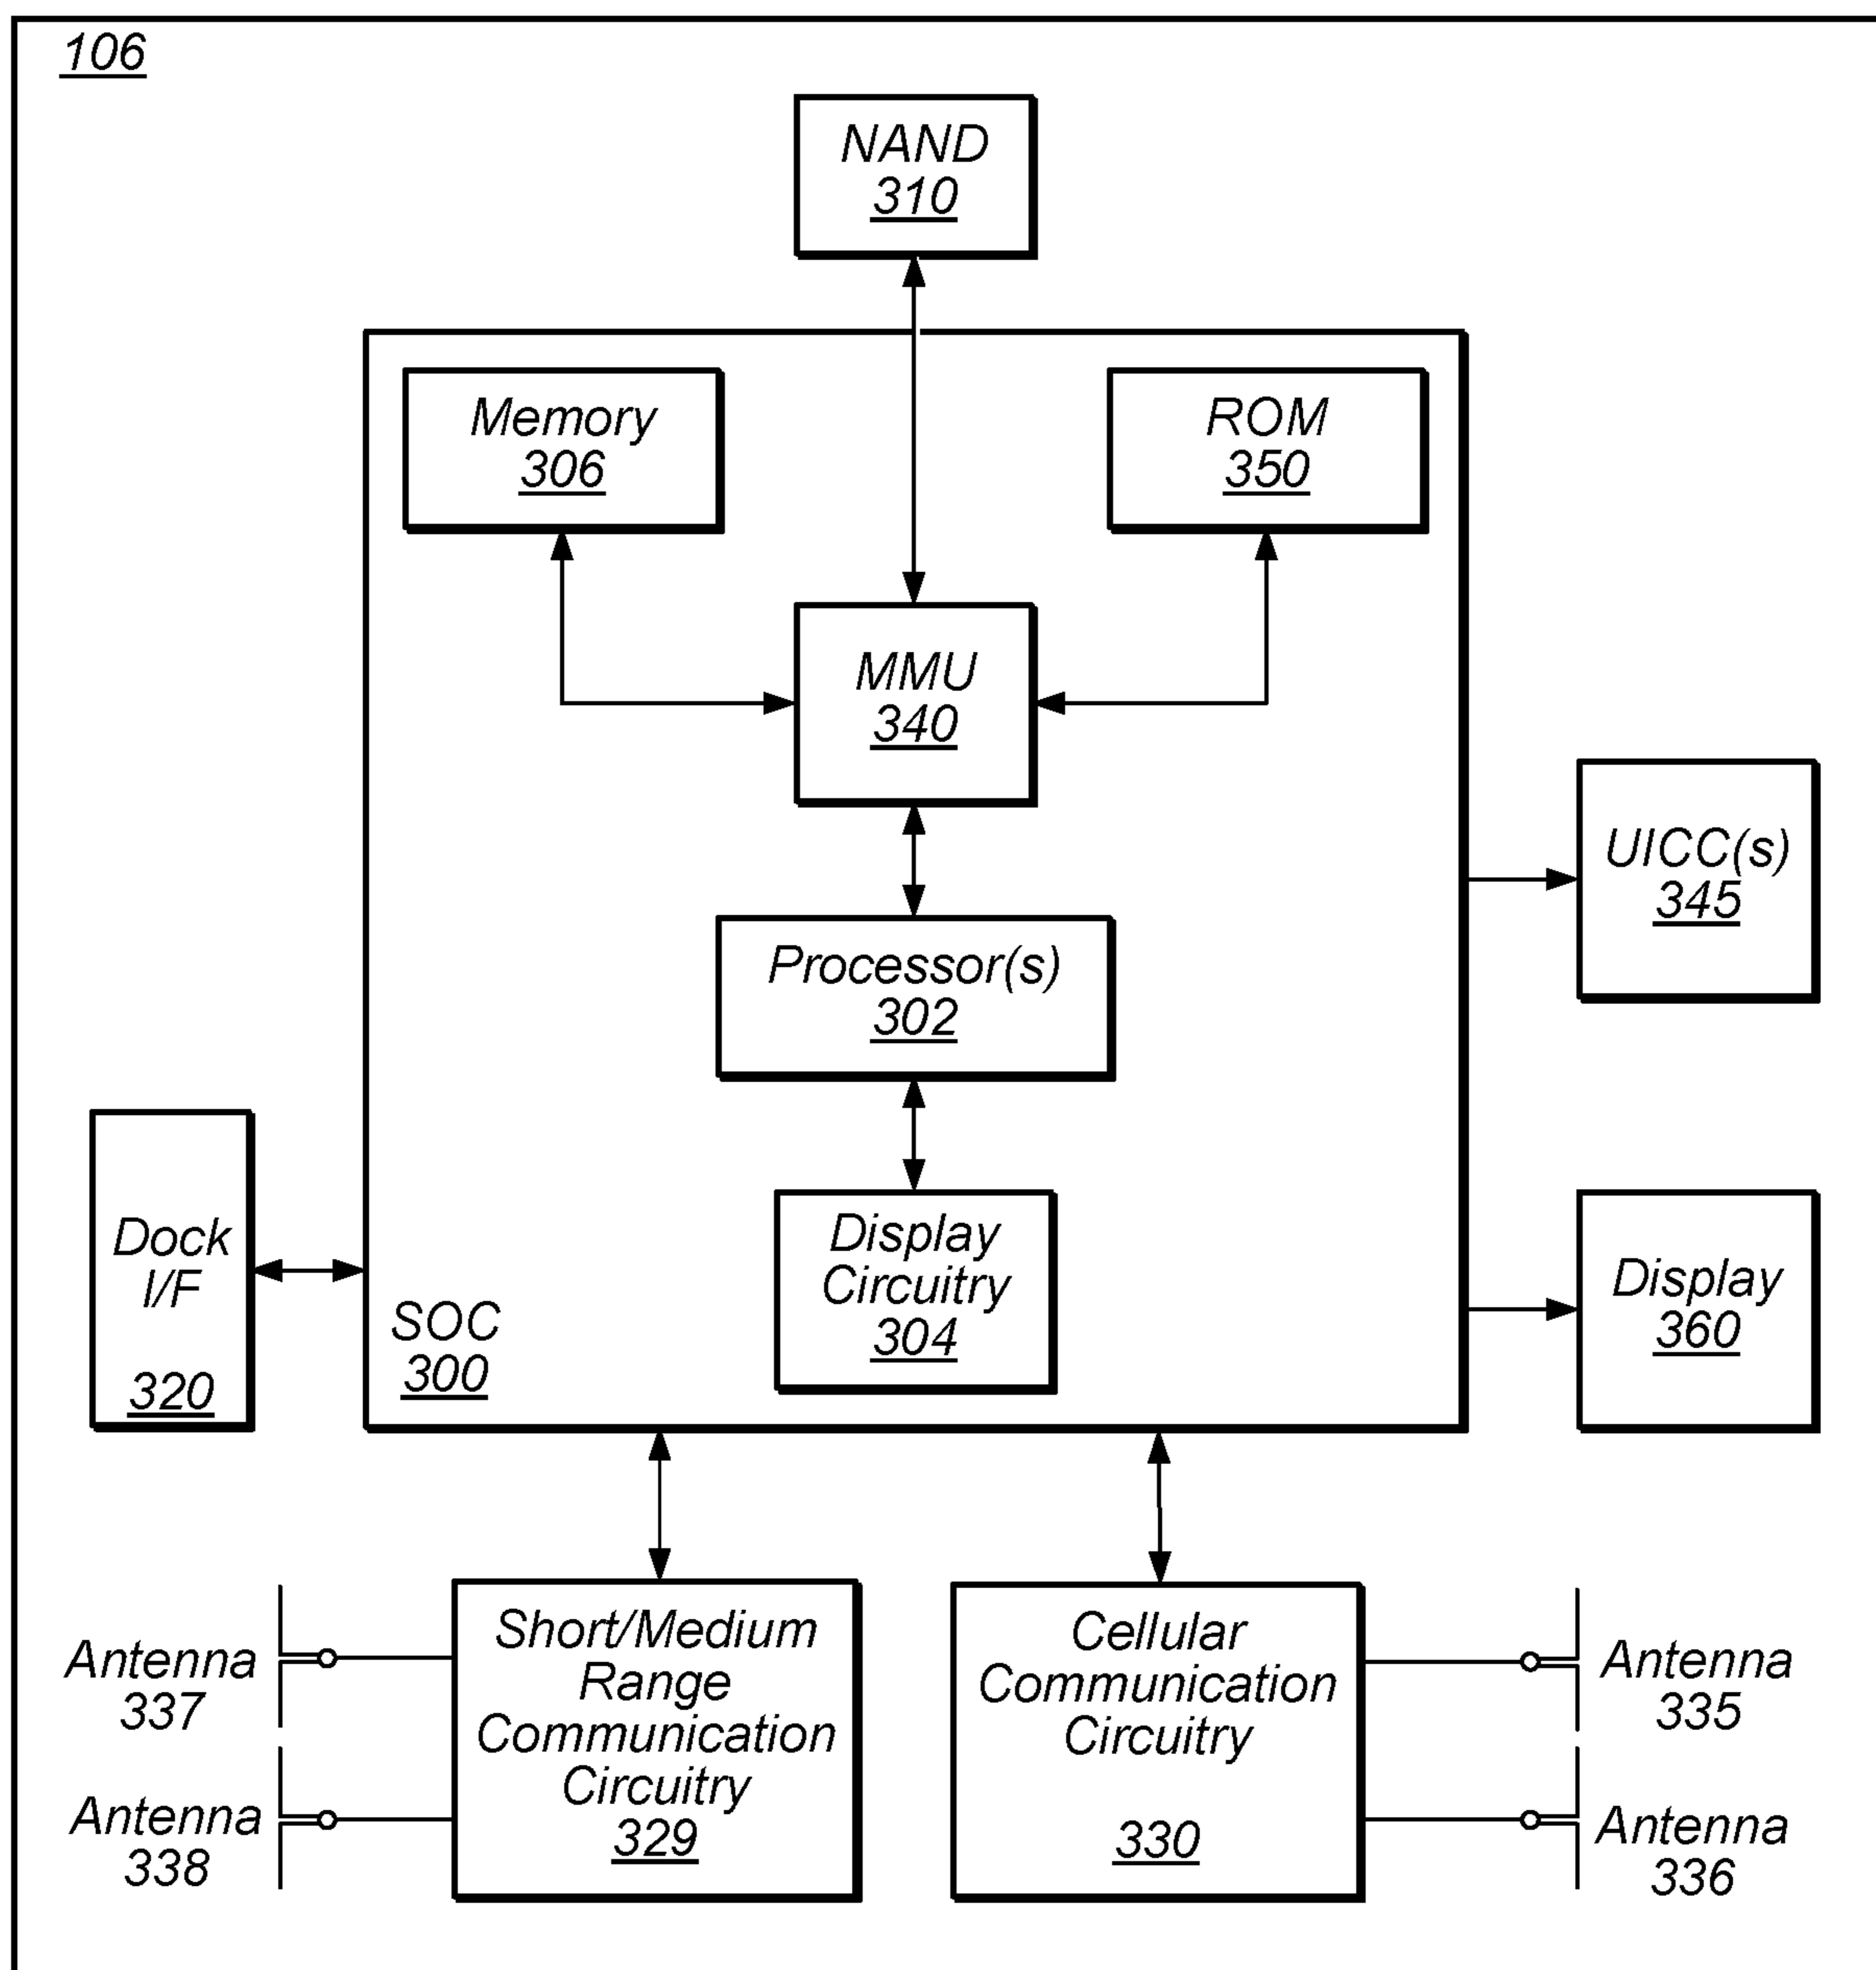 106
NAND
310
Memory
306
ROM
350
MMU
340
UICC(s)
345
Processor(s)
302
Dock
I/F
320
Display
Circuitry
304
SOC
300
Display
360
Short/Medium
Range
Communication
Circuitry
329
Cellular
Communication
Circuitry
330
Antenna
337
Antenna
338
Antenna
335
Antenna
336